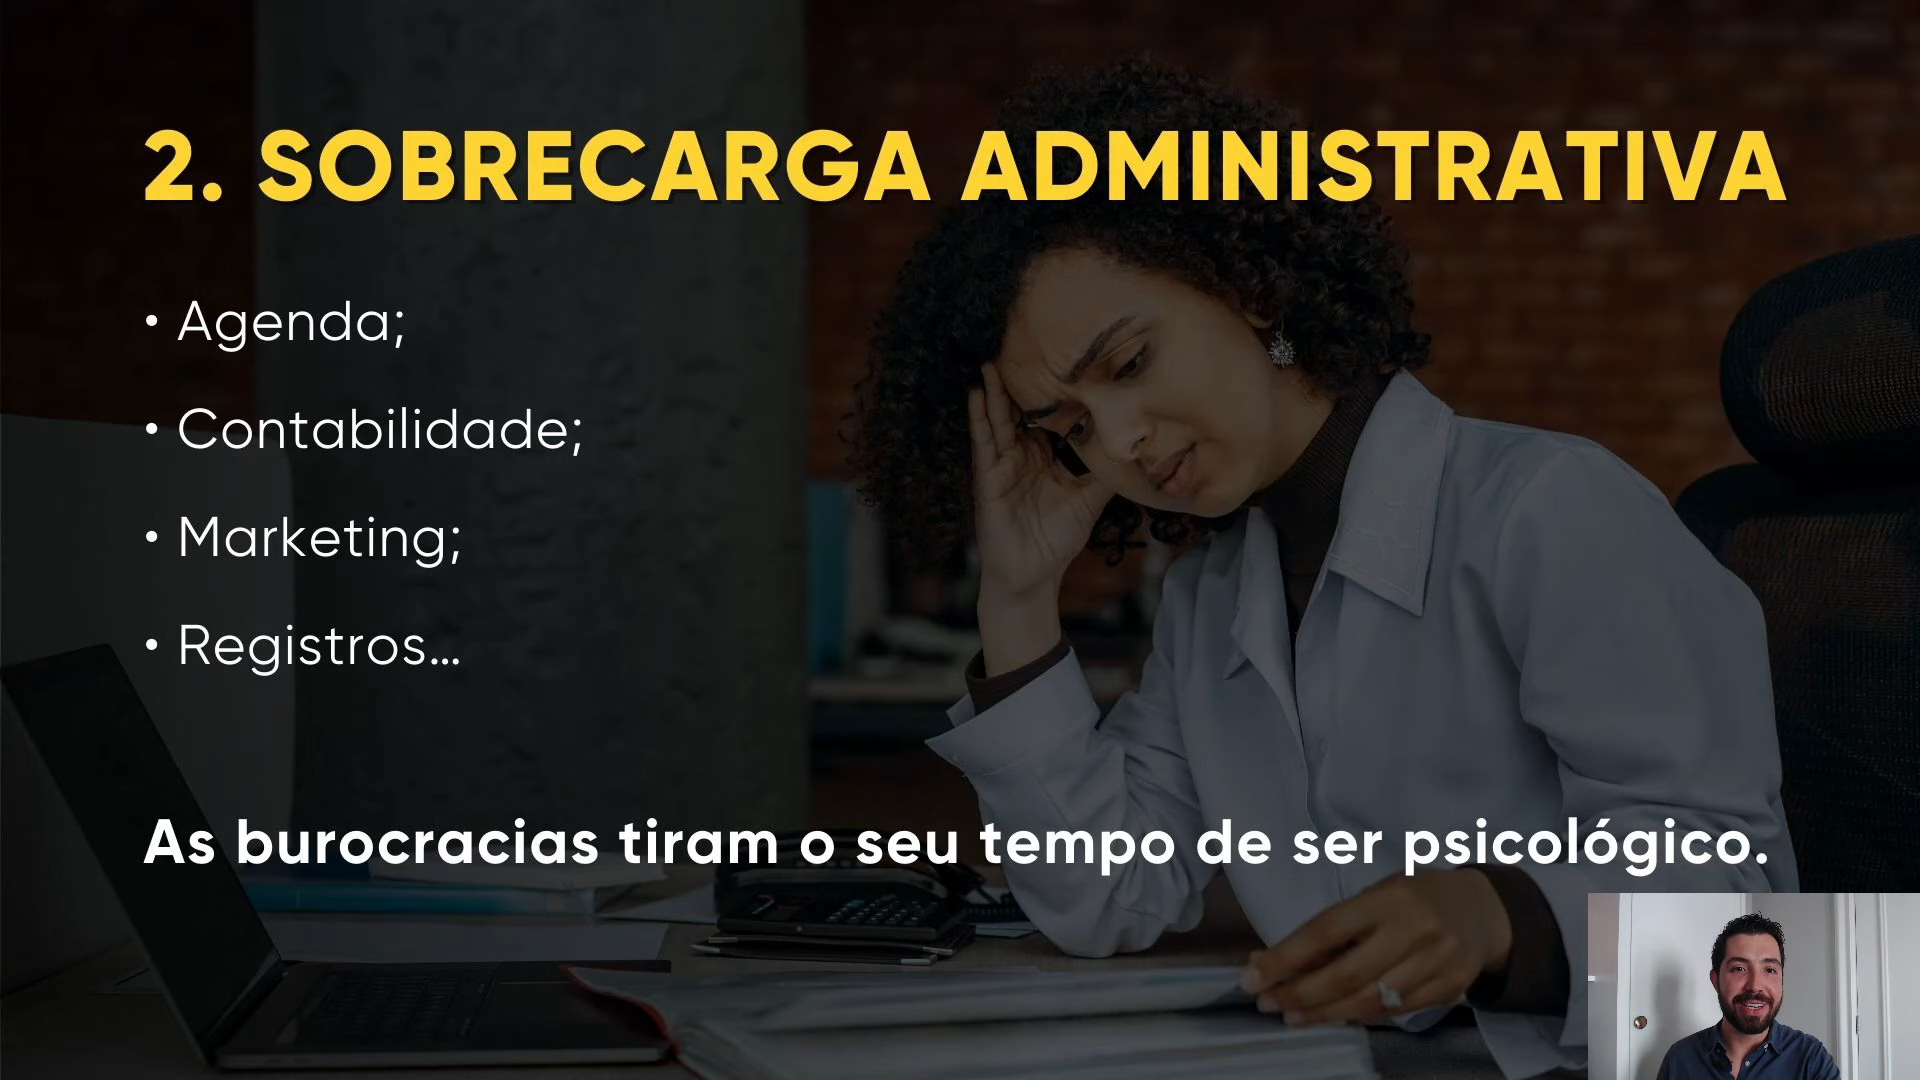 2. SOBRECARGA ADMINISTRATIVA
• Agenda;
• Contabilidade;
• Marketing;
• Registros...
As burocracias tiram o seu tempo de ser psicológico.